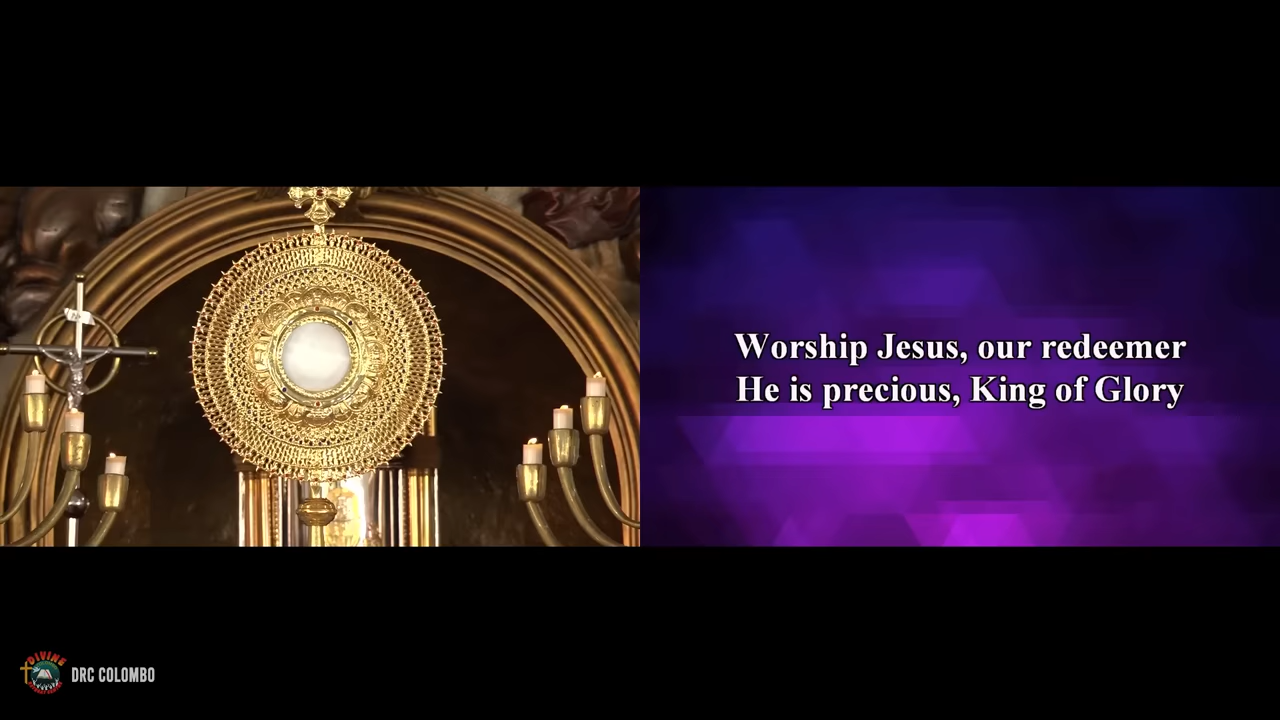 Worship Jesus, our redeemer
He is precious, King of Glory
DIVINE
DRC COLOMBO